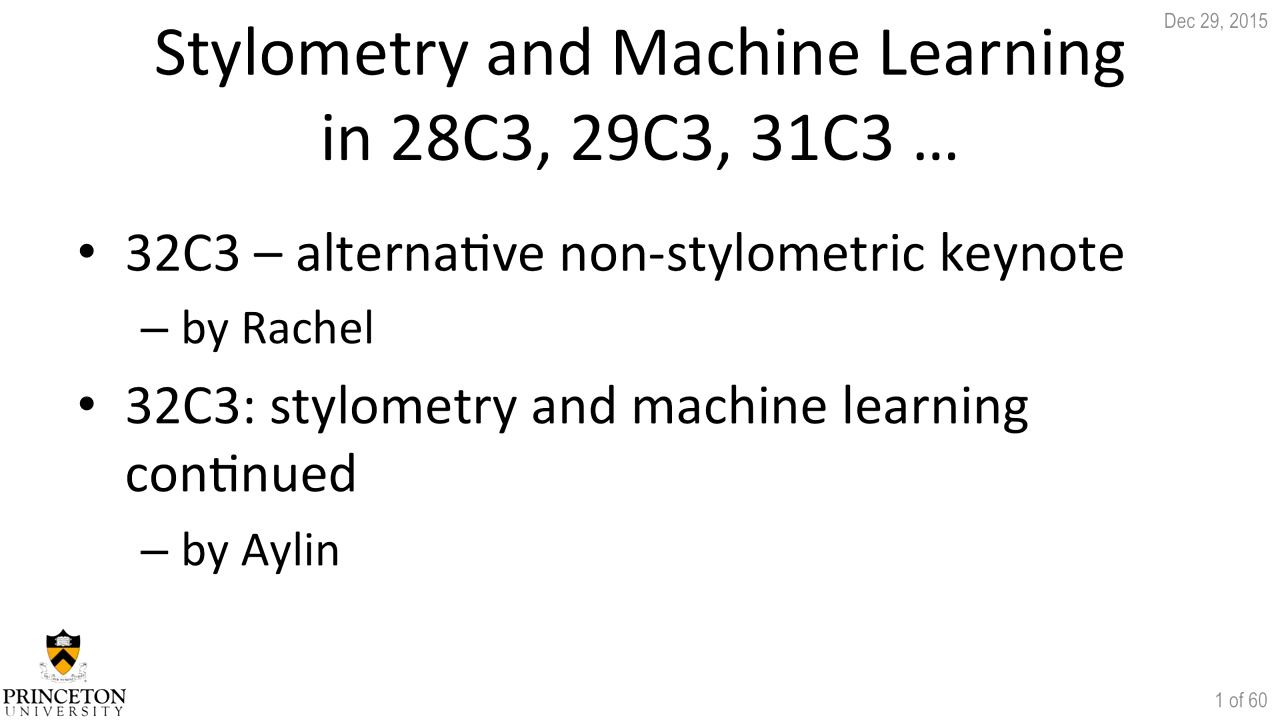 Dec 29, 2015
Stylometry and Machine Learning
in 28C3, 29C3, 31C3 …
• 32C3 – alternative non-stylometric keynote
– by Rachel
• 32C3: stylometry and machine learning
continued
– by Aylin
PRINCETON
UNIVERSITY
1 of 60